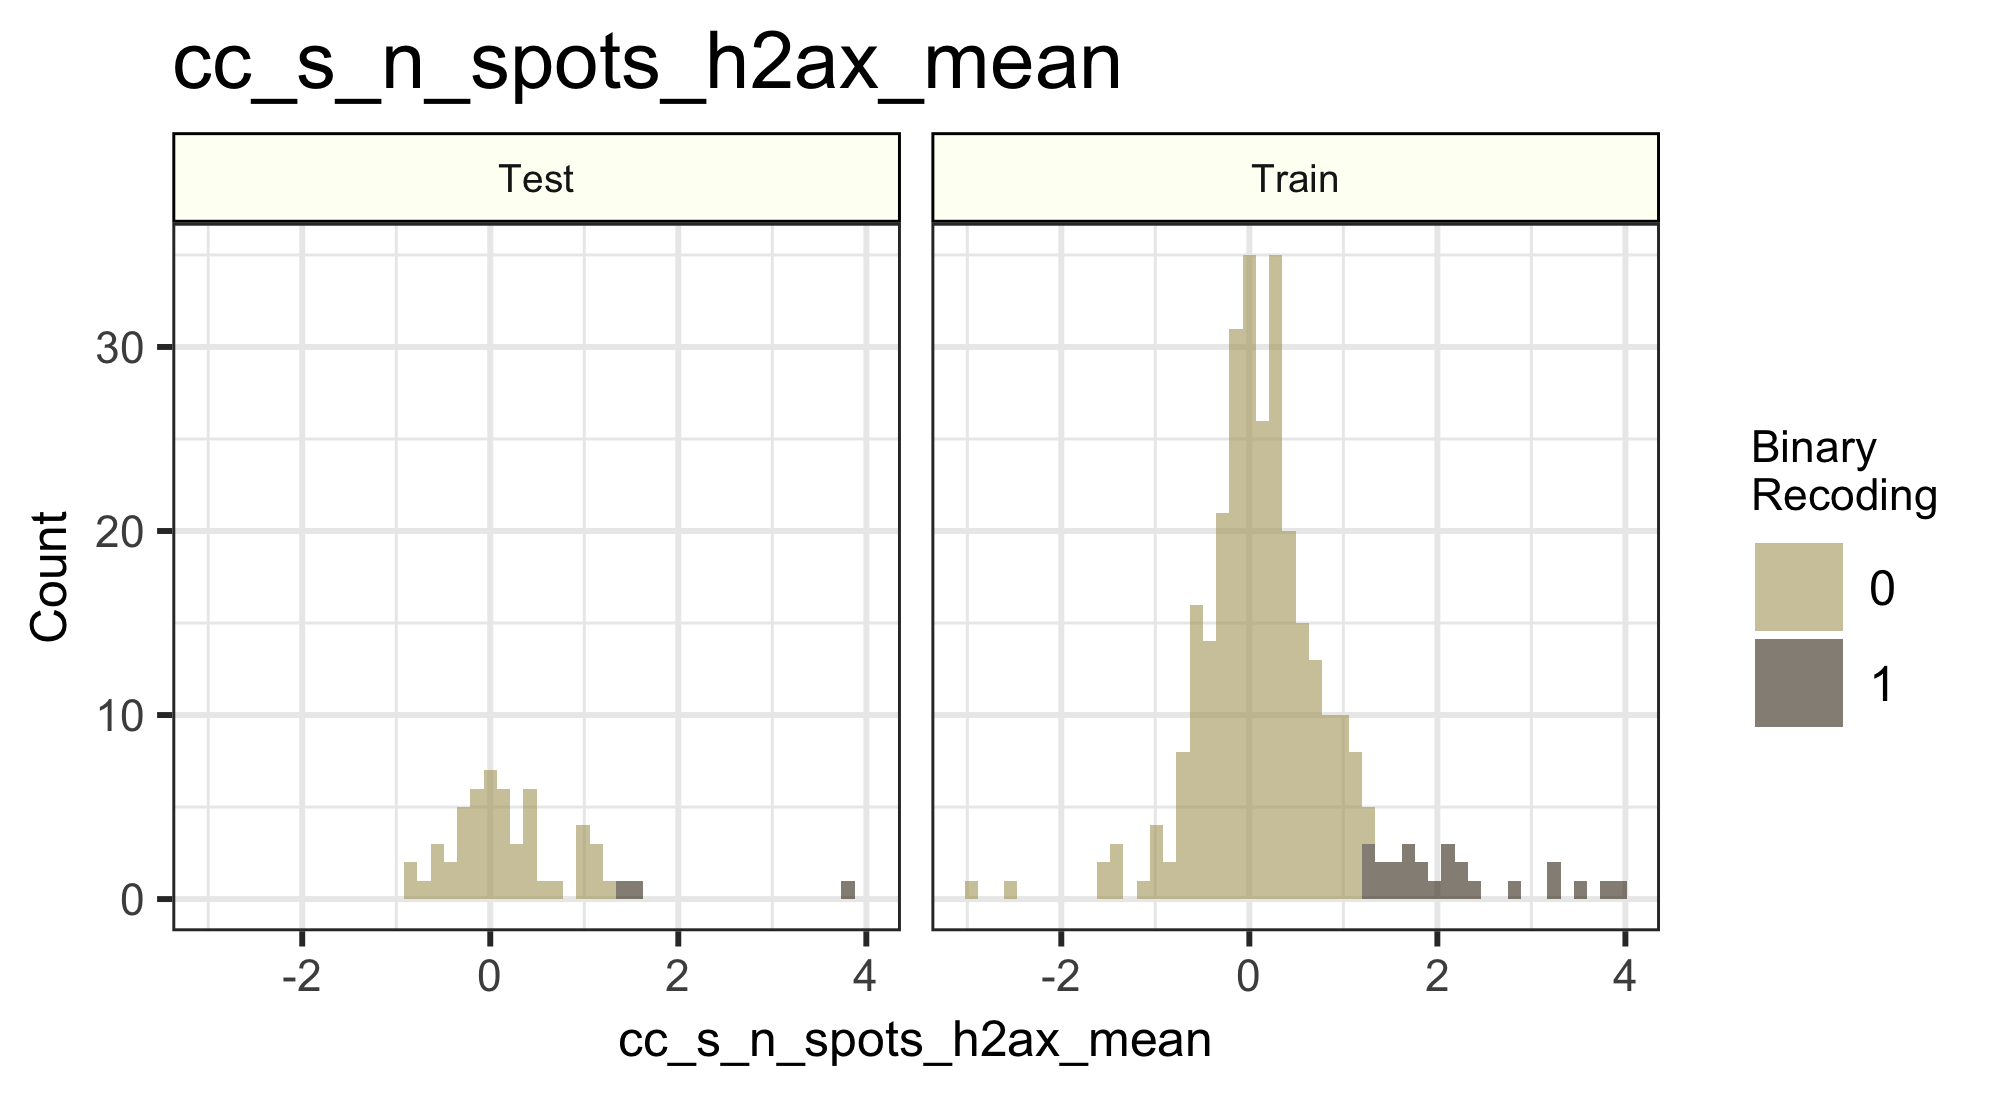 cc_s_n_spots_h2ax_mean
Test
Train
Count
30
20
10
0
-2
0
2
4
-2
0
2
4
cc_s_n_spots_h2ax_mean
Binary
Recoding
0
1